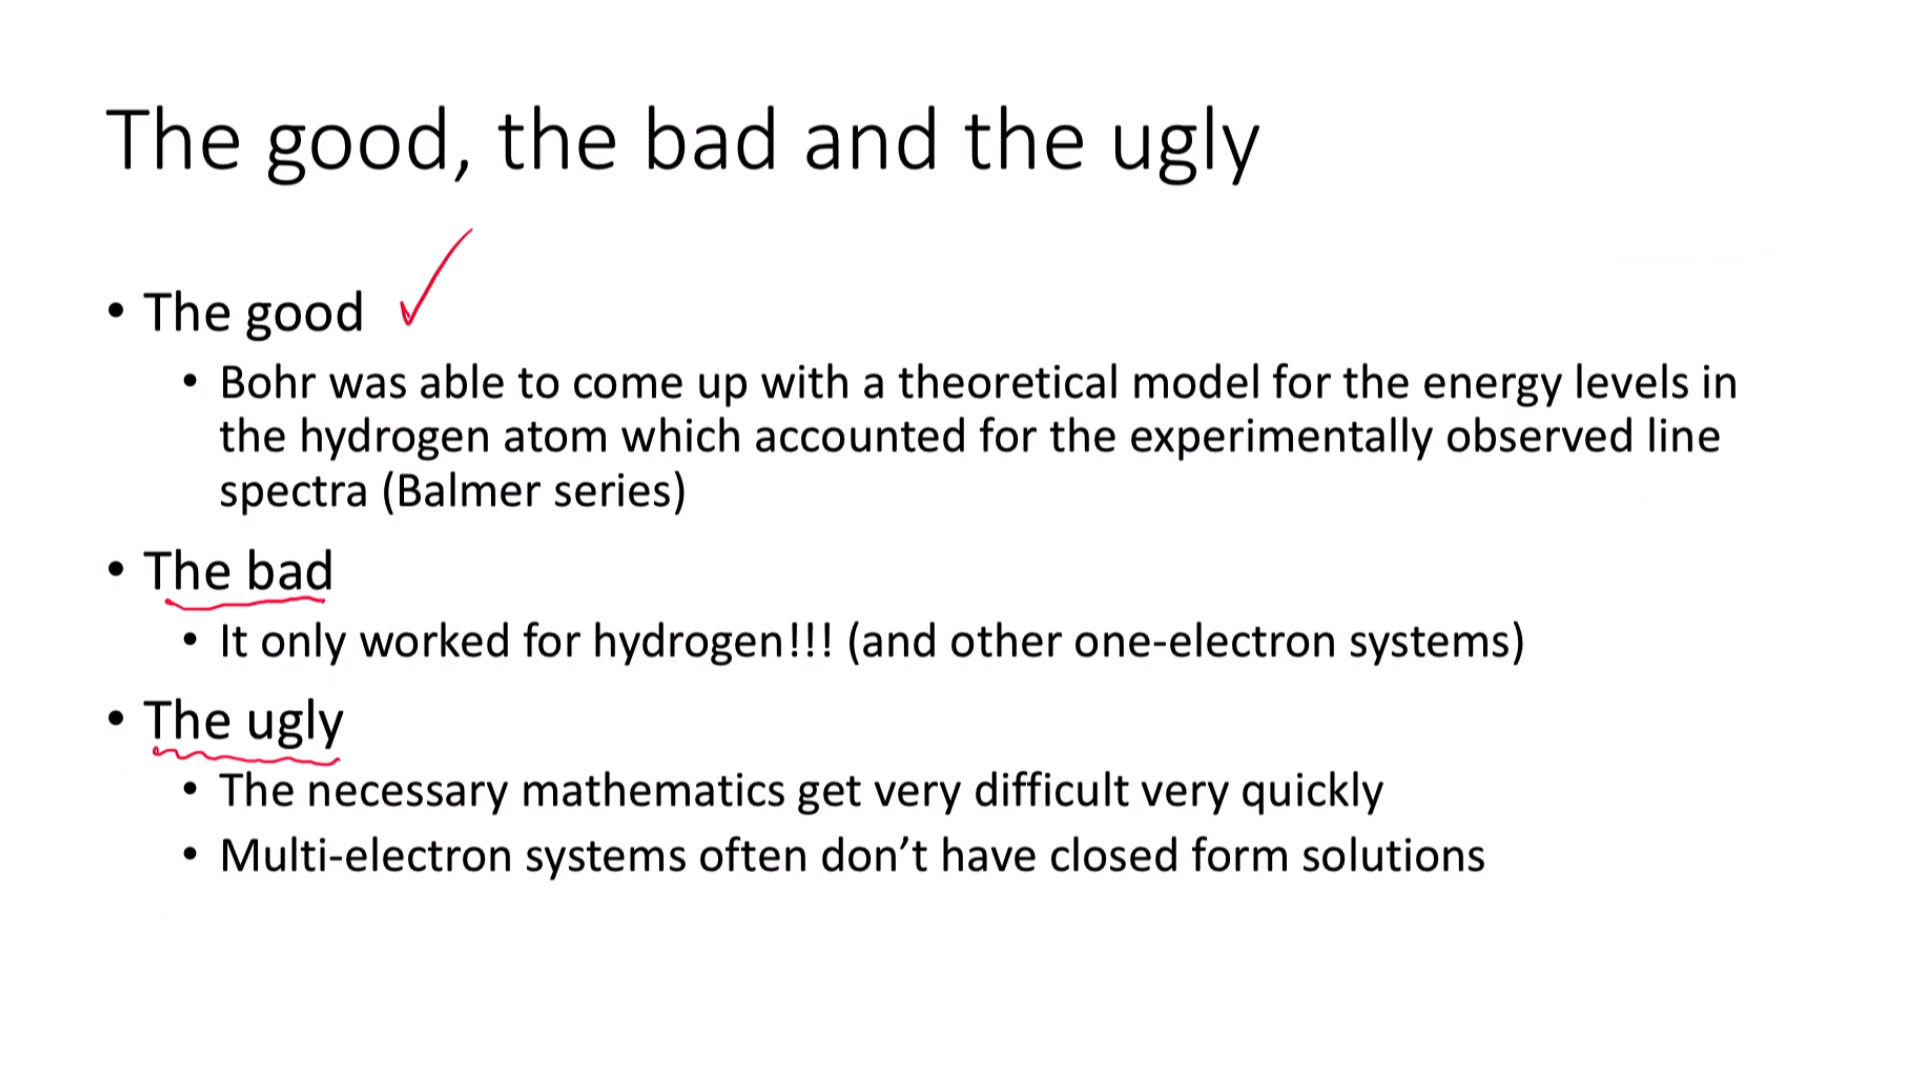 The good, the bad and the ugly
• The good
• Bohr was able to come up with a theoretical model for the energy levels in
the hydrogen atom which accounted for the experimentally observed line
spectra (Balmer series)
• The bad
• It only worked for hydrogen!!! (and other one-electron systems)
• The ugly
• The necessary mathematics get very difficult very quickly
• Multi-electron systems often don’t have closed form solutions